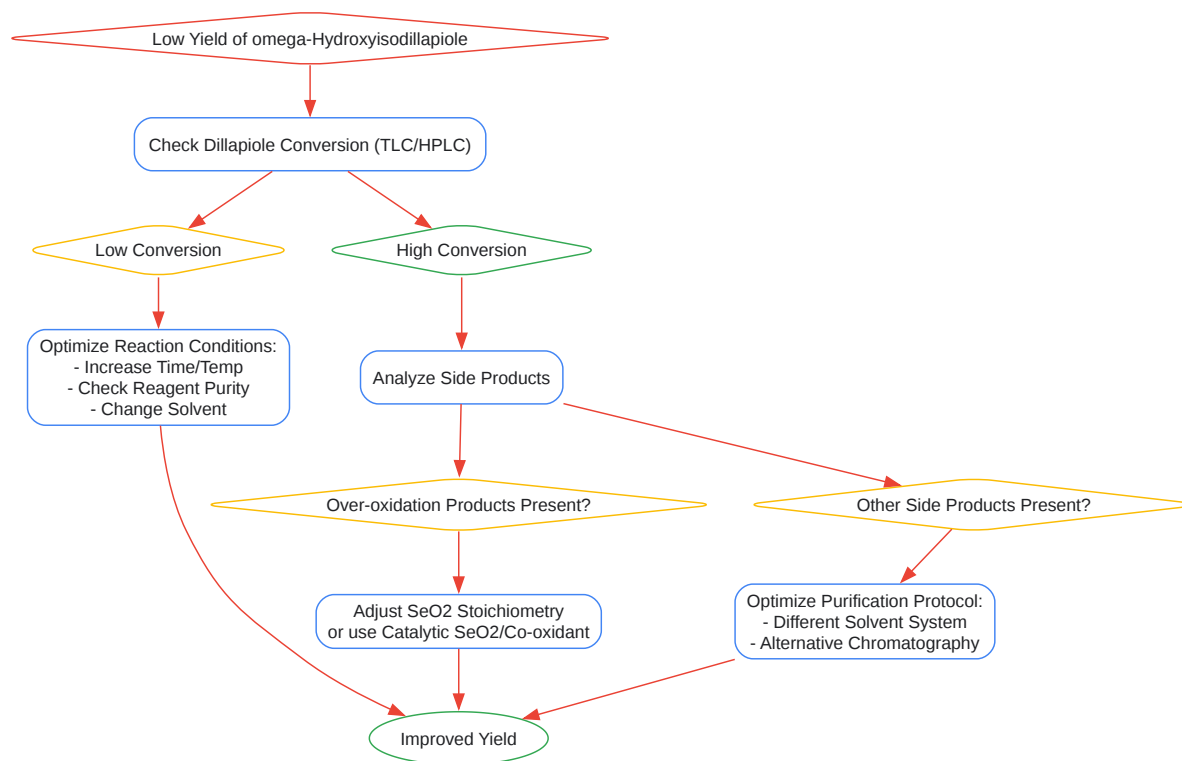 Low Yield of omega-Hydroxyisodillapiole
Check Dillapiole Conversion (TLC/HPLC)
Low Conversion
High Conversion
Optimize Reaction Conditions:
- Increase Time/Temp
- Check Reagent Purity
- Change Solvent
Analyze Side Products
Over-oxidation Products Present?
Other Side Products Present?
Adjust SeO2 Stoichiometry
or use Catalytic SeO2/Co-oxidant
Optimize Purification Protocol:
- Different Solvent System
- Alternative Chromatography
Improved Yield